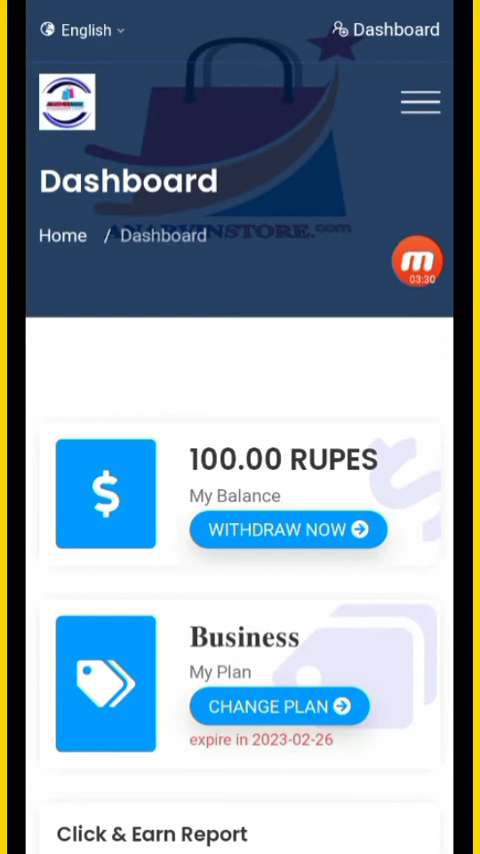 English
Dashboard
Dashboard
Home / Dashboard
m
03:30
100.00 RUPES
My Balance
WITHDRAW NOW
Business
My Plan
CHANGE PLAN
expire in 2023-02-26
Click & Earn Report